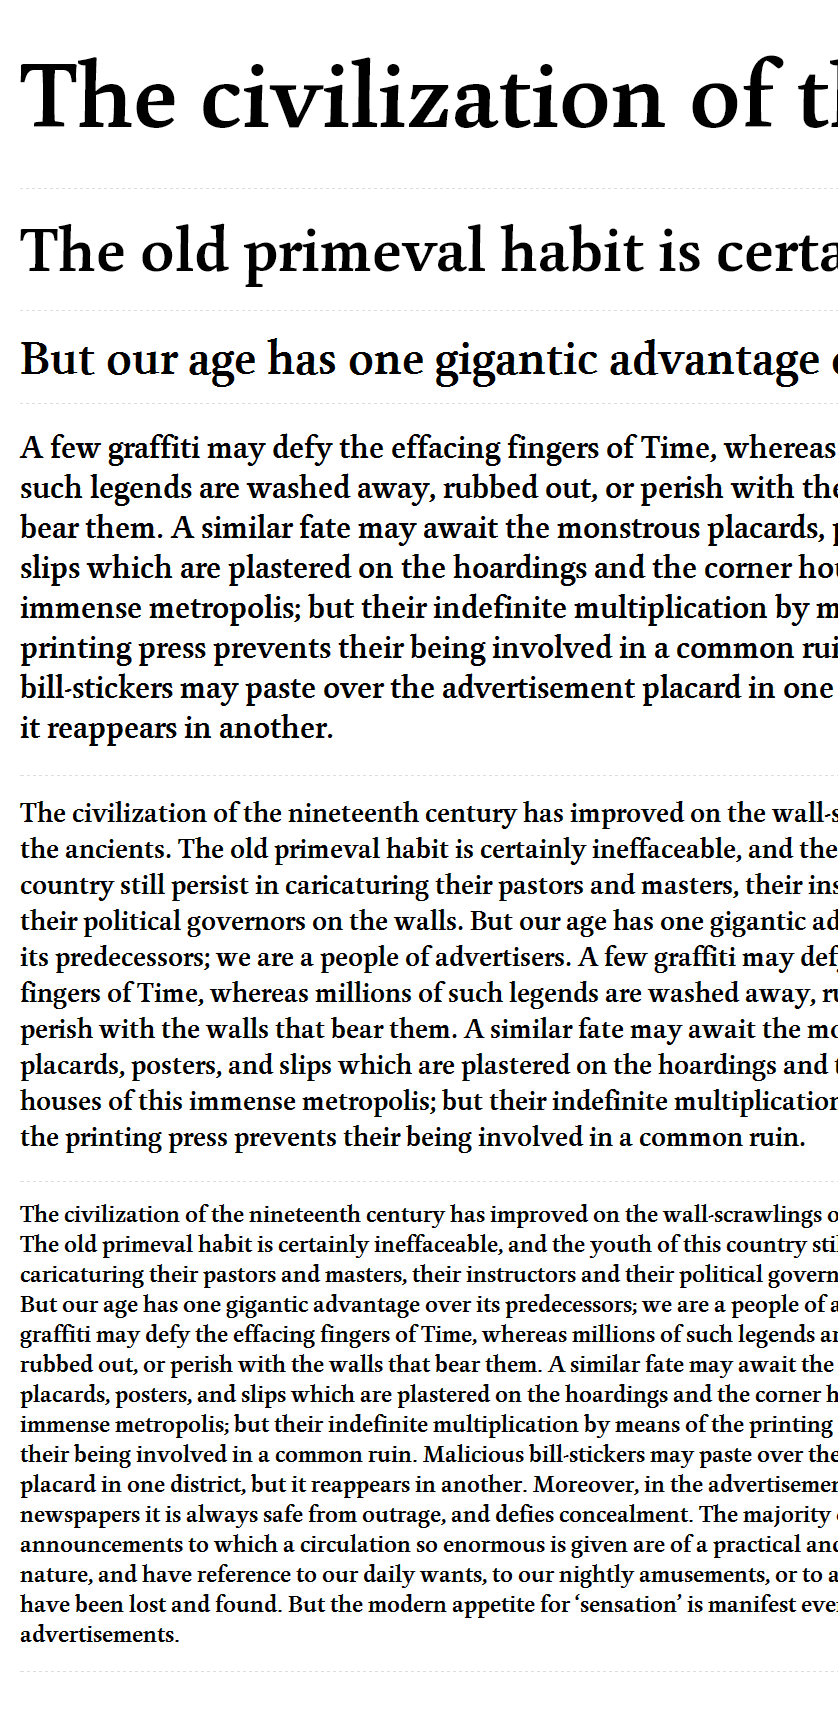 The civilization of th
The old primeval habit is certa
But our age has one gigantic advantage
A few graffiti may defy the effacing fingers of Time, whereas
such legends are washed away, rubbed out, or perish with the
bear them. A similar fate may await the monstrous placards,
slips which are plastered on the hoardings and the corner hou
immense metropolis; but their indefinite multiplication by m
printing press prevents their being involved in a common rui
bill-stickers may paste over the advertisement placard in one
it reappears in another.
The civilization of the nineteenth century has improved on the wall-s
the ancients. The old primeval habit is certainly ineffaceable, and the
country still persist in caricaturing their pastors and masters, their ins
their political governors on the walls. But our age has one gigantic ad
its predecessors; we are a people of advertisers. A few graffiti may defy
fingers of Time, whereas millions of such legends are washed away, ru
perish with the walls that bear them. A similar fate may await the mo
placards, posters, and slips which are plastered on the hoardings and t
houses of this immense metropolis; but their indefinite multiplication
the printing press prevents their being involved in a common ruin.
The civilization of the nineteenth century has improved on the wall-scrawlings o
The old primeval habit is certainly ineffaceable, and the youth of this country stil
caricaturing their pastors and masters, their instructors and their political govern
But our age has one gigantic advantage over its predecessors; we are a people of a
graffiti may defy the effacing fingers of Time, whereas millions of such legends ar
rubbed out, or perish with the walls that bear them. A similar fate may await the
placards, posters, and slips which are plastered on the hoardings and the corner h
immense metropolis; but their indefinite multiplication by means of the printing
their being involved in a common ruin. Malicious bill-stickers may paste over the
placard in one district, but it reappears in another. Moreover, in the advertisemen
newspapers it is always safe from outrage, and defies concealment. The majority
announcements to which a circulation so enormous is given are of a practical and
nature, and have reference to our daily wants, to our nightly amusements, or to a
have been lost and found. But the modern appetite for ‘sensation’ is manifest eve
advertisements.